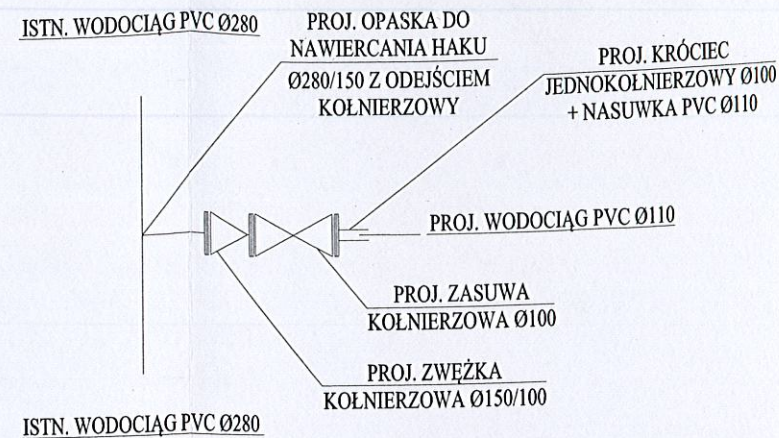 ISTN. WODOCIĄG PVC Ø280
PROJ. OPASKA DO
NAWIERCANIA HAKU
Ø280/150 Z ODEJŚCIEM
KOŁNIERZOWY
PROJ. KRÓCIEC
JEDNOKOŁNIERZOWY Ø100
+ NASUWKA PVC Ø110
PROJ. WODOCIĄG PVC Ø110
PROJ. ZASUWA
KOŁNIERZOWA Ø100
PROJ. ZWĘŻKA
KOŁNIERZOWA Ø150/100
ISTN. WODOCIĄG PVC Ø280